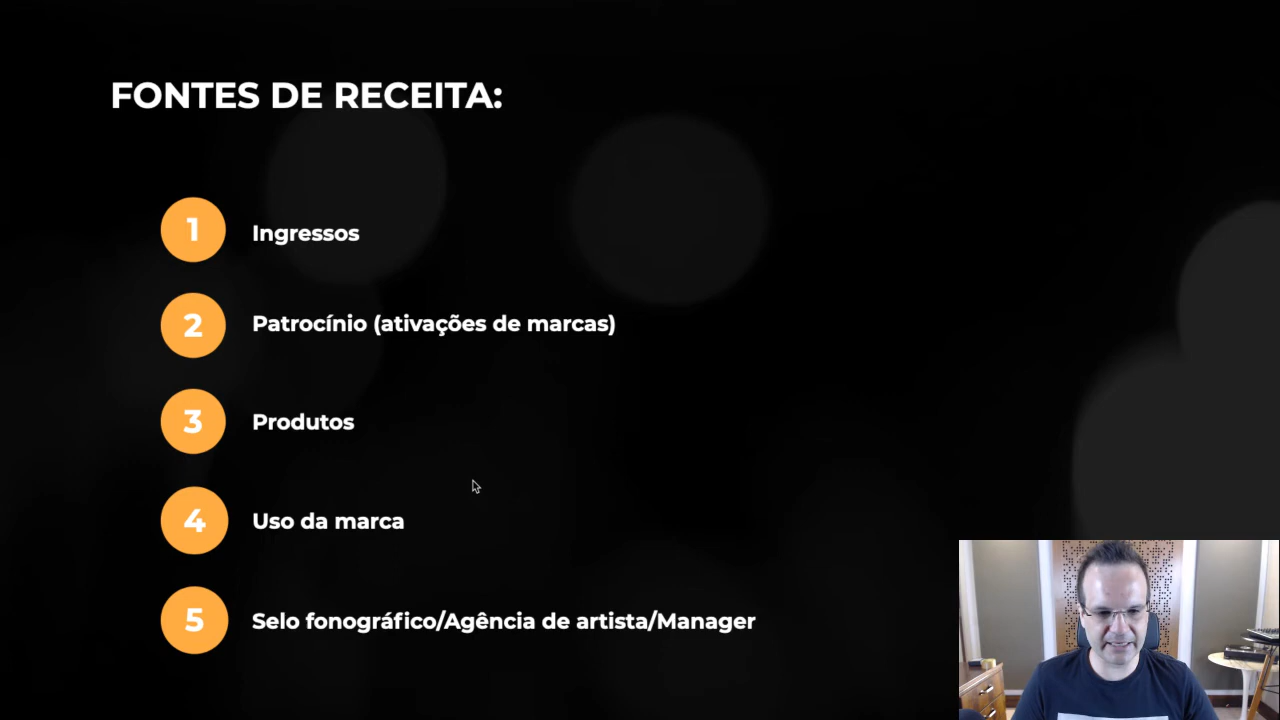 FONTES DE RECEITA:
1 Ingressos
2 Patrocínio (ativações de marcas)
3 Produtos
4 Uso da marca
5 Selo fonográfico/Agência de artista/Manager